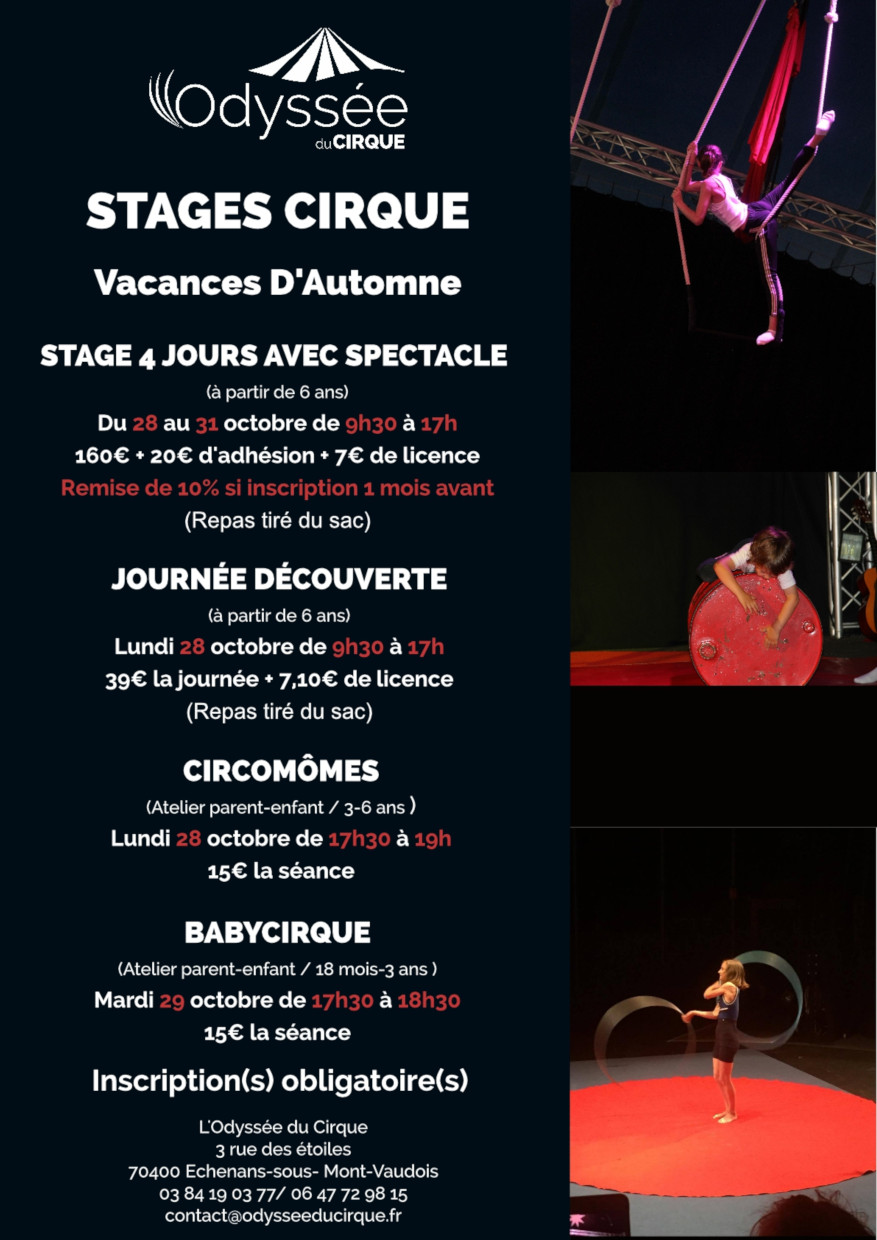 Odyssée
du CIRQUE
STAGES CIRQUE
Vacances D'Automne
STAGE 4 JOURS AVEC SPECTACLE
(à partir de 6 ans)
Du 28 au 31 octobre de 9h30 à 17h
160€ + 20€ d'adhésion + 7€ de licence
Remise de 10% si inscription 1 mois avant
(Repas tiré du sac)
JOURNÉE DÉCOUVERTE
(à partir de 6 ans)
Lundi 28 octobre de 9h30 à 17h
39€ la journée + 7,10€ de licence
(Repas tiré du sac)
CIRCOMÔMES
(Atelier parent-enfant / 3-6 ans )
Lundi 28 octobre de 17h30 à 19h
15€ la séance
BABYCIRQUE
(Atelier parent-enfant / 18 mois-3 ans )
Mardi 29 octobre de 17h30 à 18h30
15€ la séance
Inscription(s) obligatoire(s)
L'Odyssée du Cirque
3 rue des étoiles
70400 Echenans-sous- Mont-Vaudois
03 84 19 03 77/ 06 47 72 98 15
contact@odysseeducirque.fr